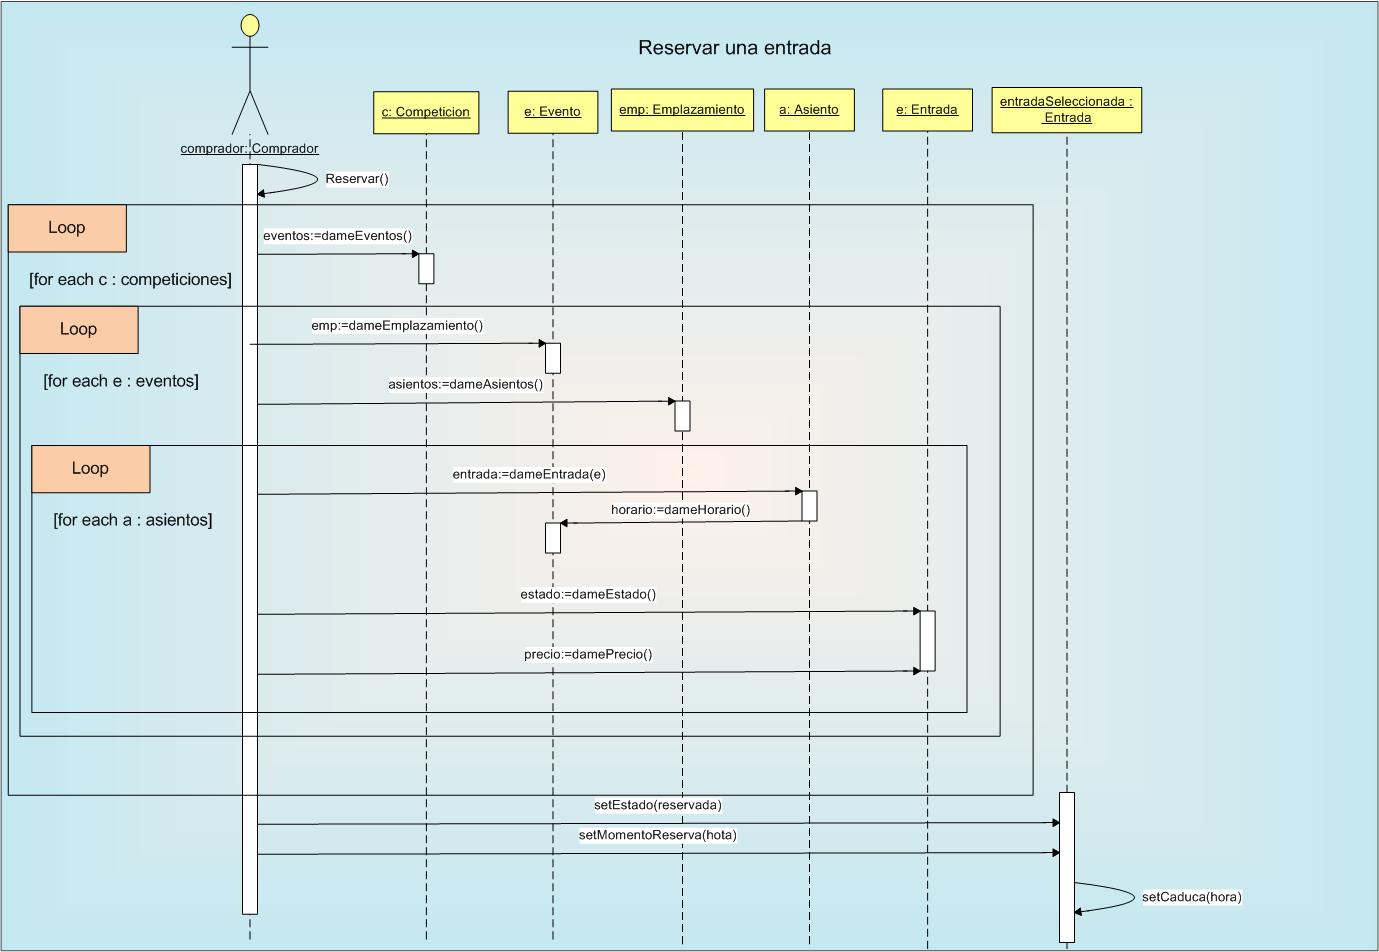 Reservar una entrada
c: Competicion
e: Evento
emp: Emplazamiento
a: Asiento
e: Entrada
entradaSeleccionada :
Entrada
comprador: Comprador
Reservar()
Loop
eventos:=dameEventos()
[for each c : competiciones]
Loop
emp:=dameEmplazamiento()
[for each e : eventos]
asientos:=dameAsientos()
Loop
entrada:=dameEntrada(e)
horario:=dameHorario()
[for each a : asientos]
estado:=dameEstado()
precio:=damePrecio()
setEstado(reservada)
setMomentoReserva(hota)
setCaduca(hora)